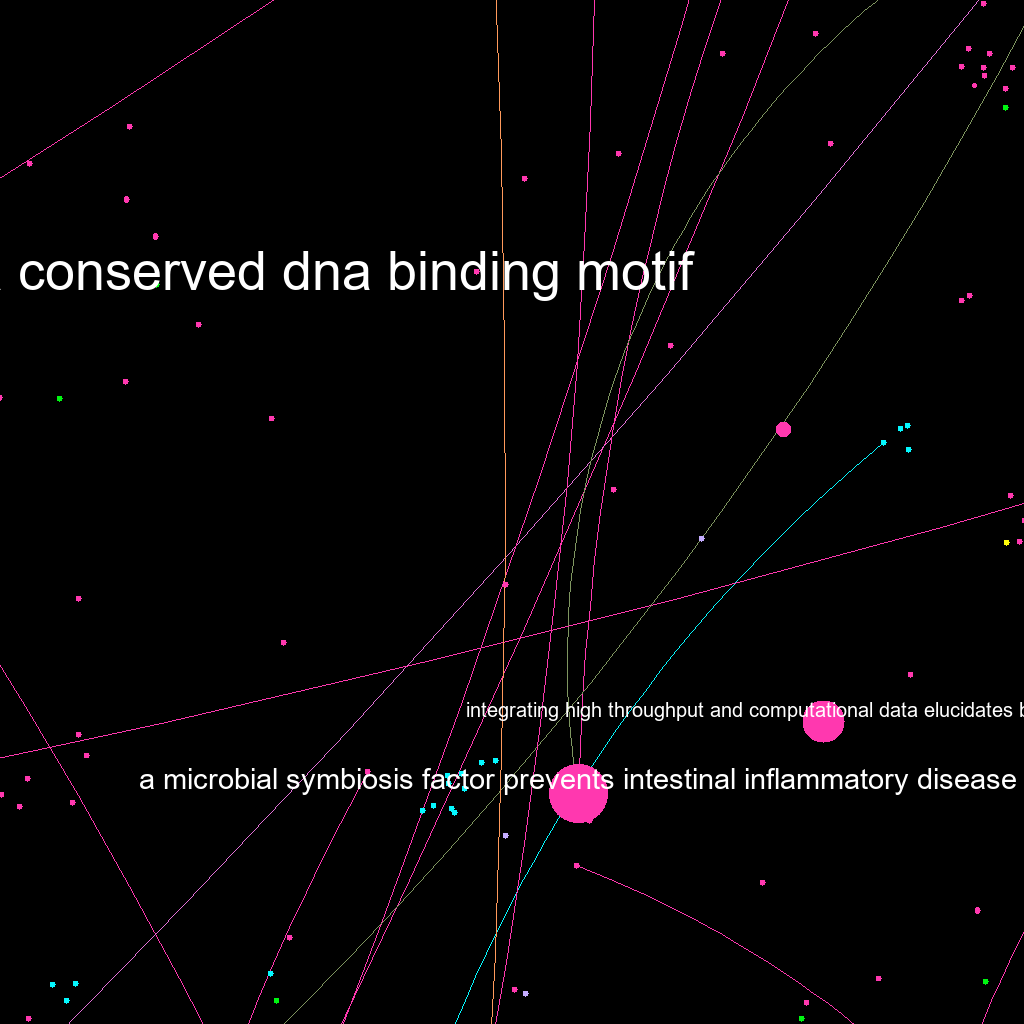 conserved dna binding motif
integrating high throughput and computational data elucidates
a microbial symbiosis factor prevents intestinal inflammatory disease